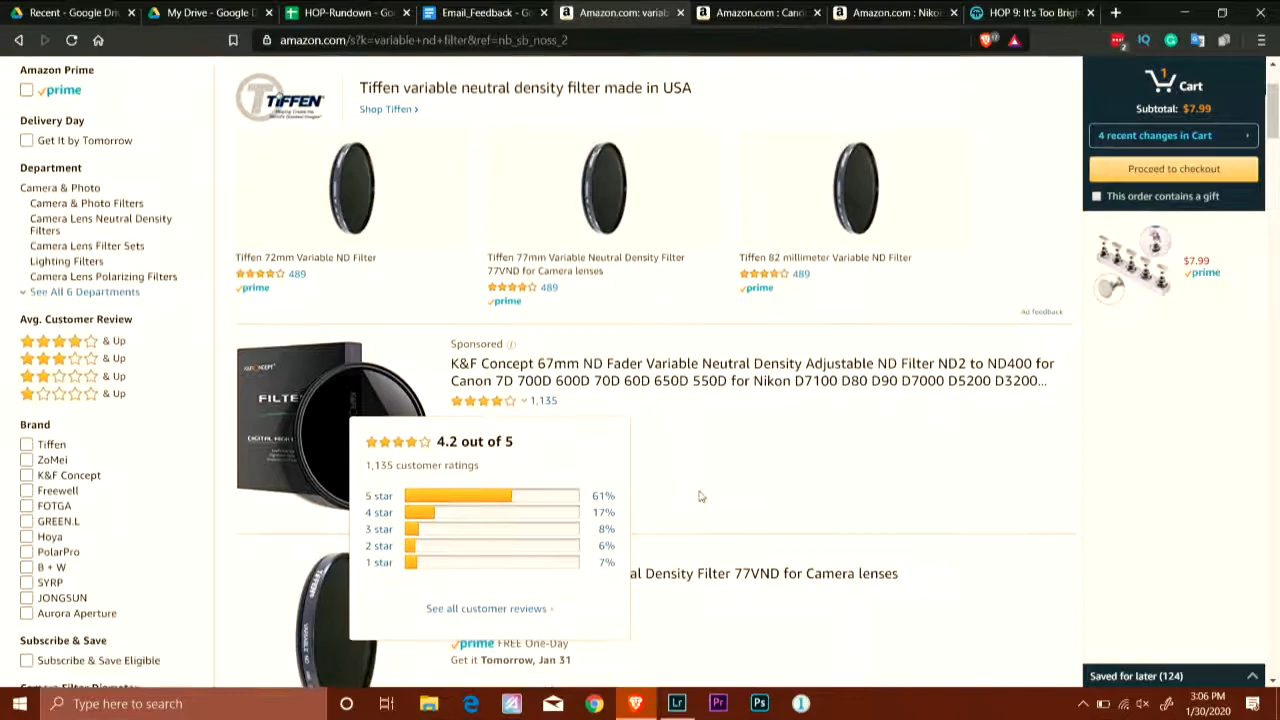 Recent - Google D
My Drive - Google D
HOP-Rundown - Go
Email_Feedback - G
Amazon.com: variab
Amazon.com : Cano
Amazon.com : Niko
HOP 9: It's Too Brigh
amazon.com/s?k=variable+nd+filter&ref=nb_sb_noss_2
Amazon Prime
prime
Delivery Day
Get It by Tomorrow
Department
Camera & Photo
Camera & Photo Filters
Camera Lens Neutral Density
Filters
Camera Lens Filter Sets
Lighting Filters
Camera Lens Polarizing Filters
See All 6 Departments
Avg. Customer Review
& Up
& Up
& Up
& Up
Brand
Tiffen
ZoMei
K&F Concept
Freewell
FOTGA
GREEN.L
Hoya
PolarPro
B + W
SYRP
JONGSUN
Aurora Aperture
Subscribe & Save
Subscribe & Save Eligible
TIFFEN
Tiffen variable neutral density filter made in USA
Shop Tiffen ›
Tiffen 72mm Variable ND Filter
489
prime
Tiffen 77mm Variable Neutral Density Filter
77VND for Camera lenses
489
prime
Tiffen 82 millimeter Variable ND Filter
489
prime
Ad feedback
Sponsored
K&F Concept 67mm ND Fader Variable Neutral Density Adjustable ND Filter ND2 to ND400 for
Canon 7D 700D 600D 70D 60D 650D 550D for Nikon D7100 D80 D90 D7000 D5200 D3200...
1,135
K&F CONCEPT
FILTE
4.2 out of 5
1,135 customer ratings
5 star 61%
4 star 17%
3 star 8%
2 star 6%
1 star 7%
See all customer reviews ›
al Density Filter 77VND for Camera lenses
prime FREE One-Day
Get it Tomorrow, Jan 31
1
Cart
Subtotal: $7.99
4 recent changes in Cart ›
Proceed to checkout
This order contains a gift
$7.99
prime
Saved for later (124)
Type here to search
Lr
Pr
Ps
3:06 PM
1/30/2020